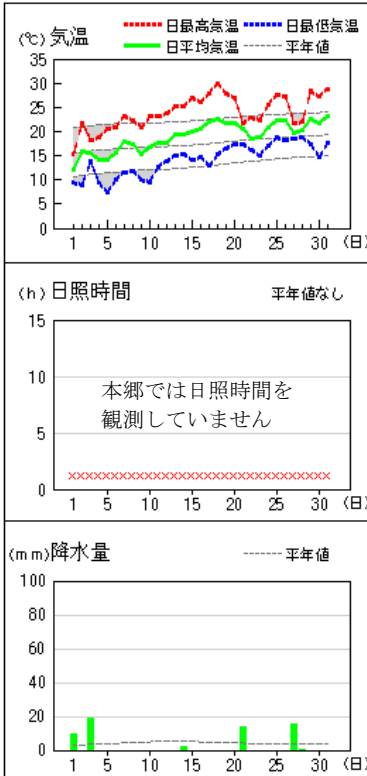 (℃) 気温
日最高気温 日最低気温
日平均気温 平年値
35
30
25
20
15
10
5
0
1 5 10 15 20 25 30 (日)
(h) 日照時間 平年値なし
15
10
5
0
本郷では日照時間を
観測していません
1 5 10 15 20 25 30 (日)
(mm) 降水量 平年値
100
80
60
40
20
0
1 5 10 15 20 25 30 (日)